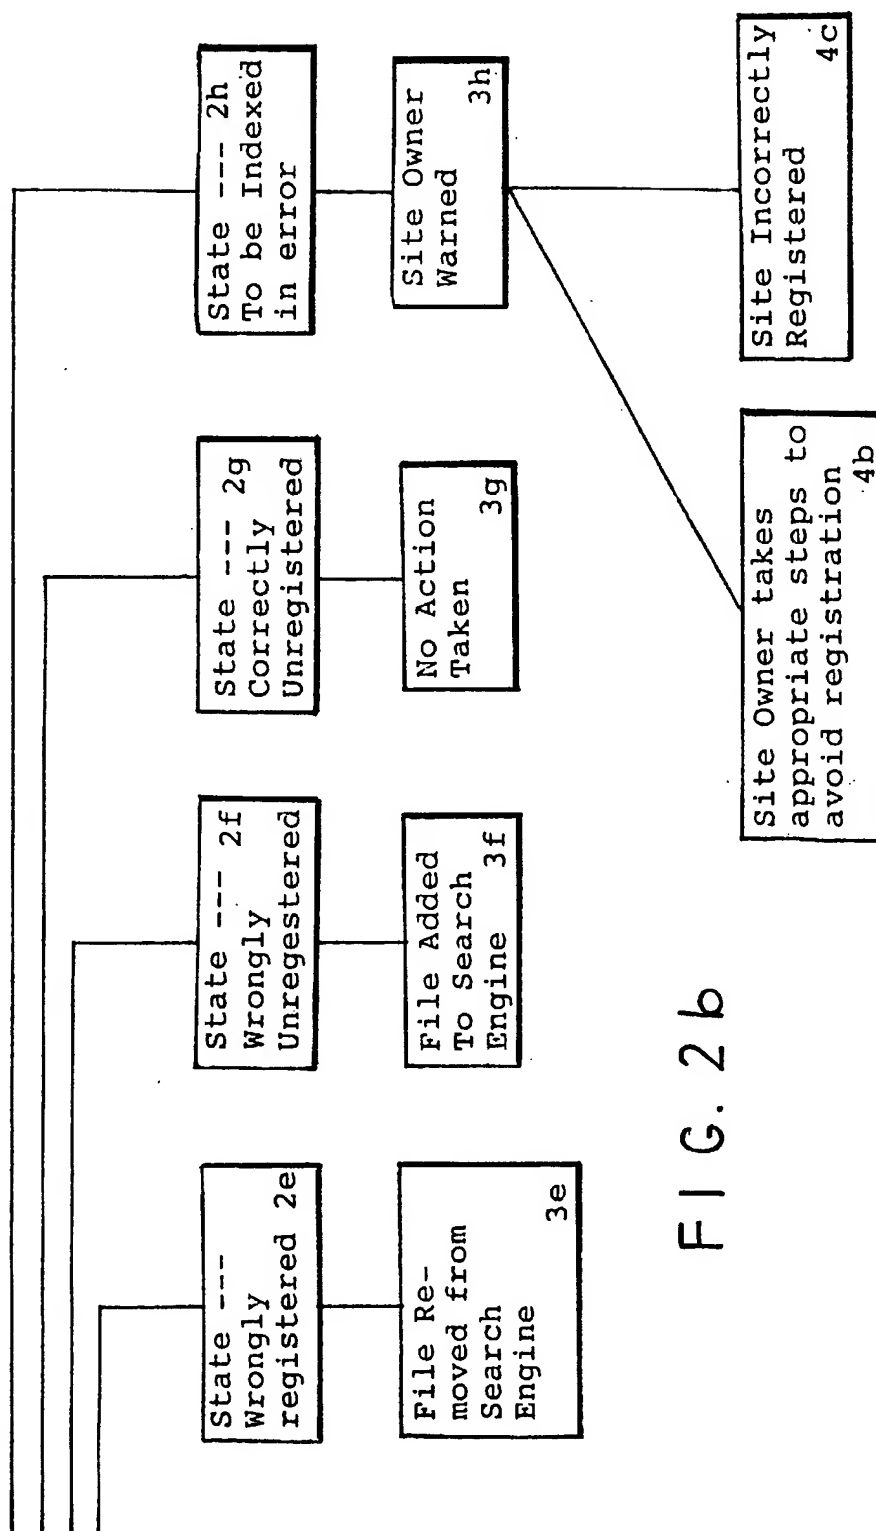 State ---
Wrongly
registered 2e
State --- 2f
Wrongly
Unregestered
State --- 2g
Correctly
Unregistered
State --- 2h
To be Indexed
in error
File Re-
moved from
Search
Engine
3e
File Added
To Search
Engine 3f
No Action
Taken
3g
Site Owner
Warned
3h
Site Owner takes
appropriate steps to
avoid registration
4b
Site Incorrectly
Registered
4c
FIG. 2b